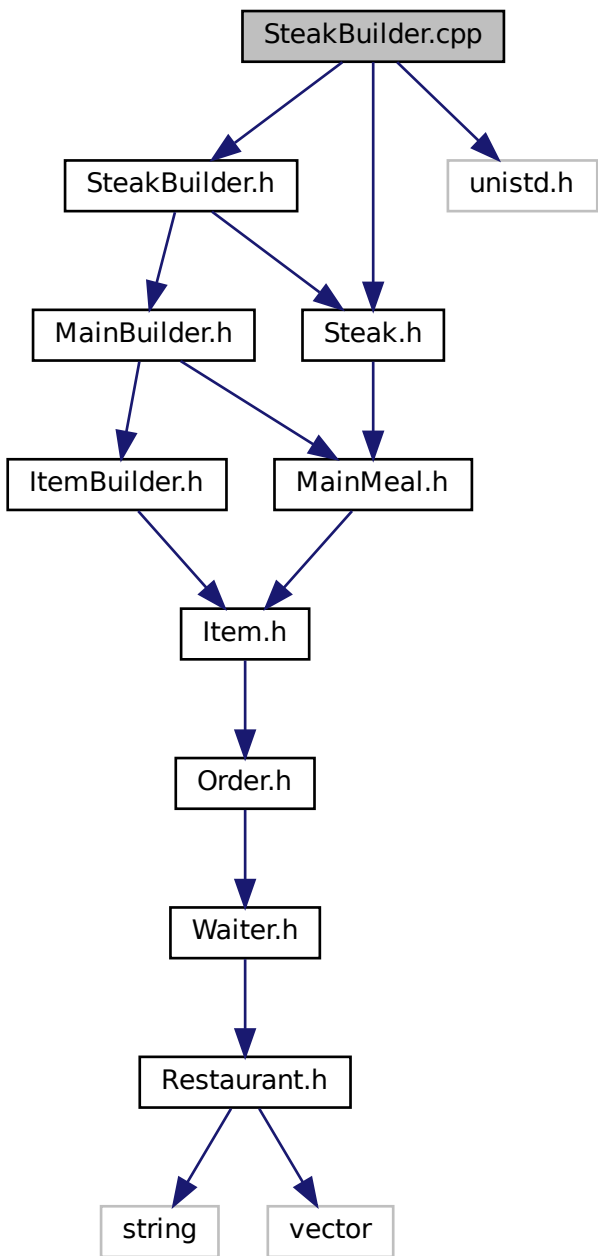 SteakBuilder.cpp
SteakBuilder.h
unistd.h
MainBuilder.h
Steak.h
ItemBuilder.h
MainMeal.h
Item.h
Order.h
Waiter.h
Restaurant.h
string
vector